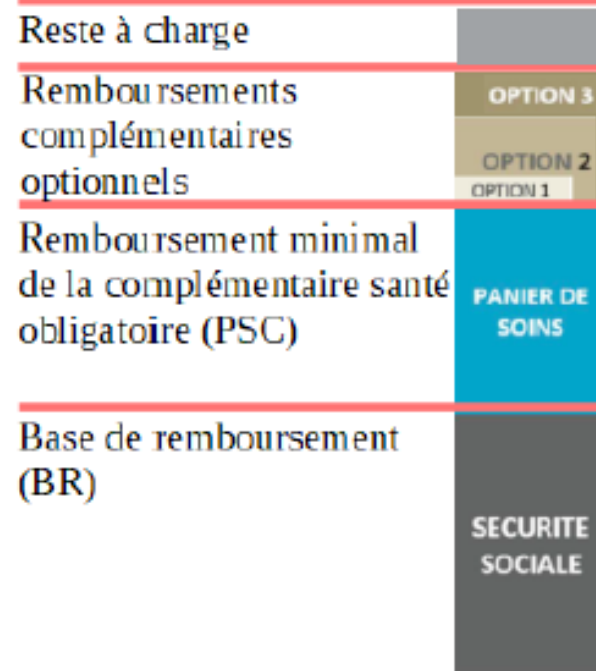 Reste à charge
Remboursements
complémentaires
optionnels
OPTION 3
OPTION 2
OPTION 1
Remboursement minimal
de la complémentaire santé
obligatoire (PSC)
PANIER DE
SOINS
Base de remboursement
(BR)
SECURITE
SOCIALE